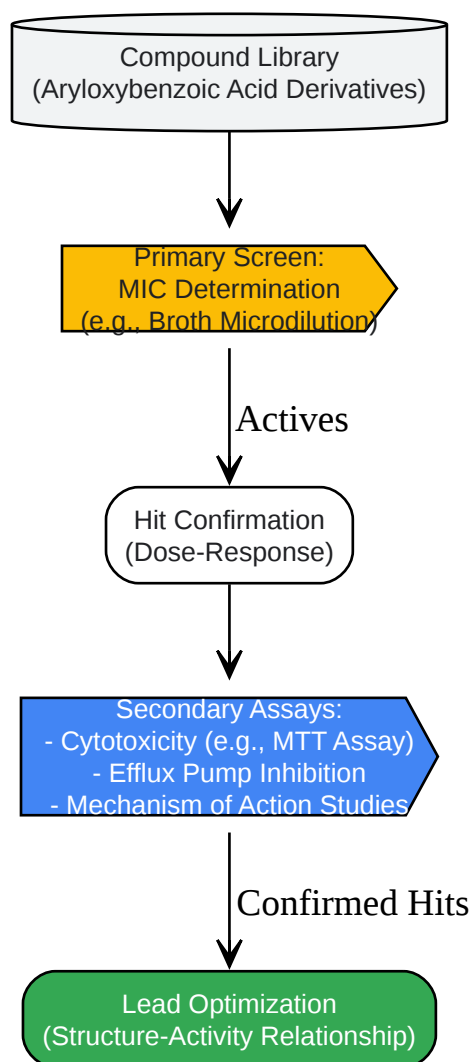 Compound Library
(Aryloxybenzoic Acid Derivatives)
Primary Screen:
MIC Determination
(e.g., Broth Microdilution)
Actives
Hit Confirmation
(Dose-Response)
Secondary Assays:
- Cytotoxicity (e.g., MTT Assay)
- Efflux Pump Inhibition
- Mechanism of Action Studies
Confirmed Hits
Lead Optimization
(Structure-Activity Relationship)